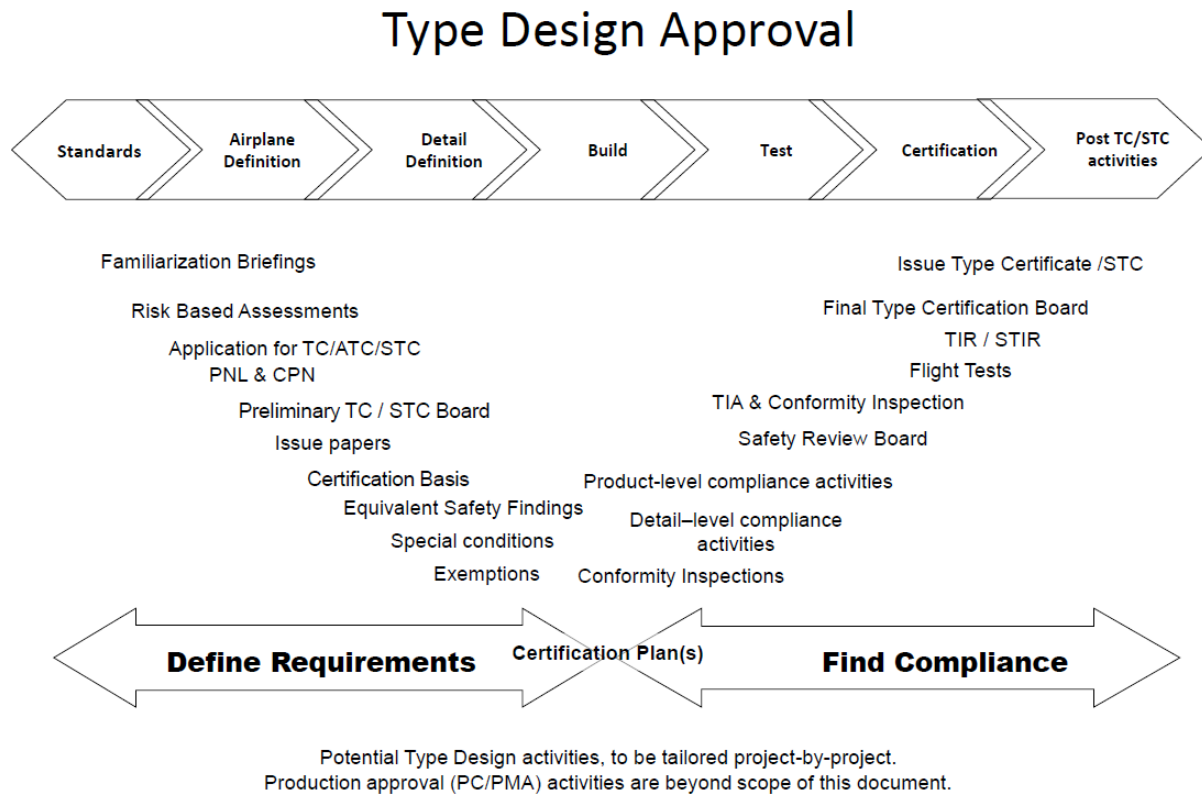 Type Design Approval
Standards
Airplane
Definition
Detail
Definition
Build
Test
Certification
Post TC/STC
activities
Familiarization Briefings
Risk Based Assessments
Application for TC/ATC/STC
PNL & CPN
Preliminary TC / STC Board
Issue papers
Certification Basis
Equivalent Safety Findings
Special conditions
Exemptions
Issue Type Certificate /STC
Final Type Certification Board
TIR / STIR
Flight Tests
TIA & Conformity Inspection
Safety Review Board
Product-level compliance activities
Detail–level compliance
activities
Conformity Inspections
Define Requirements
Certification Plan(s)
Find Compliance
Potential Type Design activities, to be tailored project-by-project.
Production approval (PC/PMA) activities are beyond scope of this document.